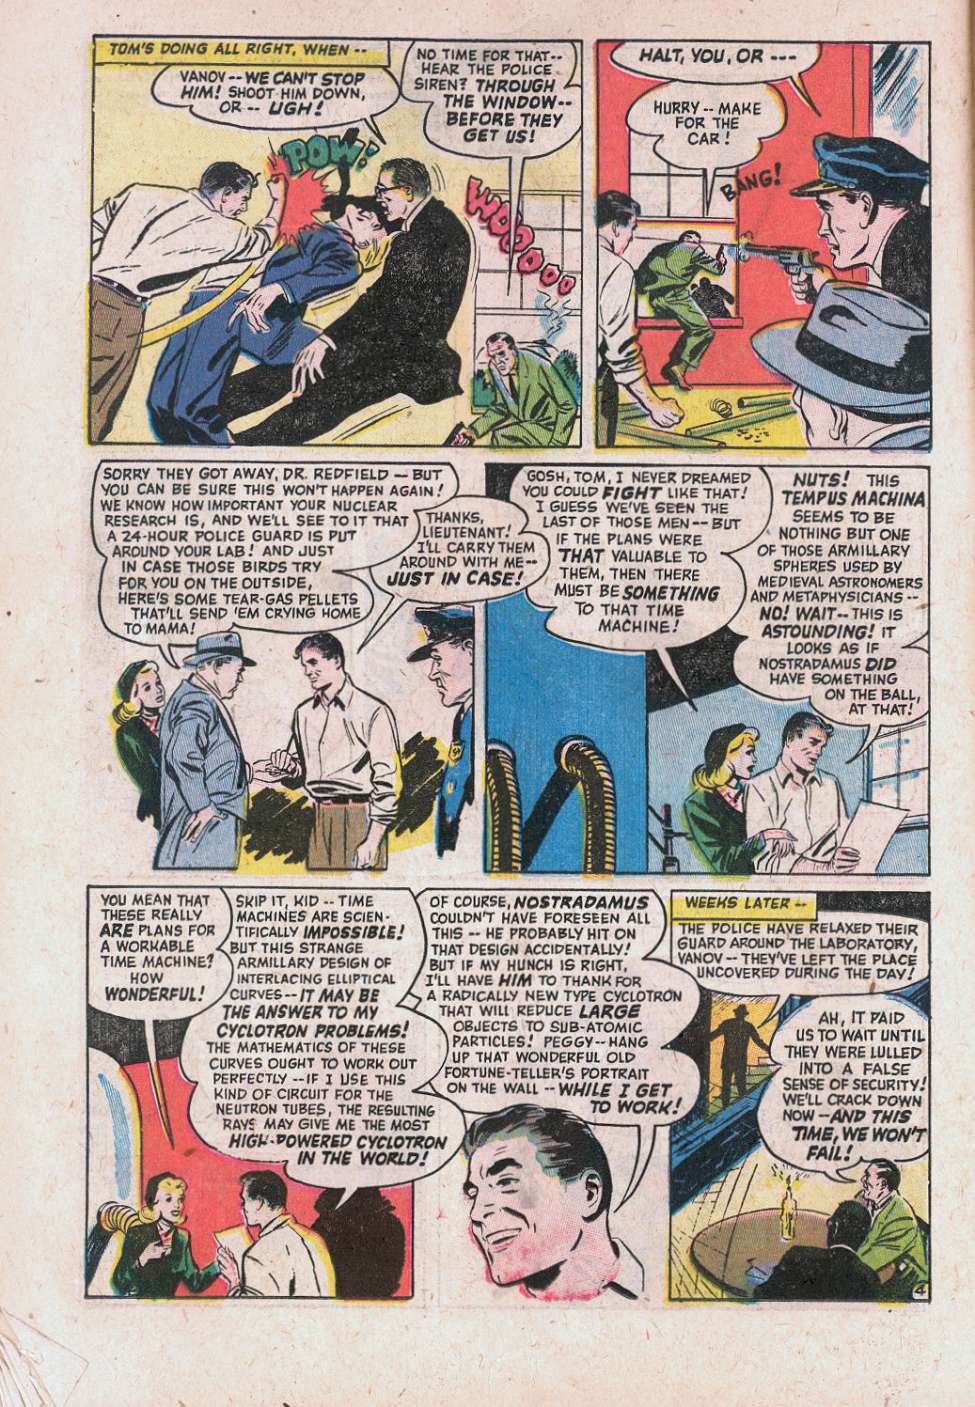 TOM'S DOING ALL RIGHT, WHEN --
VANOV -- WE CAN'T STOP
HIM! SHOOT HIM DOWN,
OR -- UGH!
NO TIME FOR THAT--
HEAR THE POLICE
SIREN? THROUGH
THE WINDOW--
BEFORE THEY
GET US!
POW!
WOOOOOO
HALT, YOU, OR ---
HURRY -- MAKE
FOR THE
CAR!
BANG!
SORRY THEY GOT AWAY, DR. REDFIELD -- BUT
YOU CAN BE SURE THIS WON'T HAPPEN AGAIN!
WE KNOW HOW IMPORTANT YOUR NUCLEAR
RESEARCH IS, AND WE'LL SEE TO IT THAT
A 24-HOUR POLICE GUARD IS PUT
AROUND YOUR LAB! AND JUST
IN CASE THOSE BIRDS TRY
FOR YOU ON THE OUTSIDE,
HERE'S SOME TEAR-GAS PELLETS
THAT'LL SEND 'EM CRYING HOME
TO MAMA!
THANKS,
LIEUTENANT!
I'LL CARRY THEM
AROUND WITH ME--
JUST IN CASE!
GOSH, TOM, I NEVER DREAMED
YOU COULD FIGHT LIKE THAT!
I GUESS WE'VE SEEN THE
LAST OF THOSE MEN -- BUT
IF THE PLANS WERE
THAT VALUABLE TO
THEM, THEN THERE
MUST BE SOMETHING
TO THAT TIME
MACHINE!
NUTS! THIS
TEMPUS MACHINA
SEEMS TO BE
NOTHING BUT ONE
OF THOSE ARMILLARY
SPHERES USED BY
MEDIEVAL ASTRONOMERS
AND METAPHYSICIANS --
NO! WAIT -- THIS IS
ASTOUNDING! IT
LOOKS AS IF
NOSTRADAMUS DID
HAVE SOMETHING
ON THE BALL,
AT THAT!
YOU MEAN THAT
THESE REALLY
ARE PLANS FOR
A WORKABLE
TIME MACHINE?
HOW
WONDERFUL!
SKIP IT, KID -- TIME
MACHINES ARE SCIEN-
TIFICALLY IMPOSSIBLE!
BUT THIS STRANGE
ARMILLARY DESIGN OF
INTERLACING ELLIPTICAL
CURVES -- IT MAY BE
THE ANSWER TO MY
CYCLOTRON PROBLEMS!
THE MATHEMATICS OF THESE
CURVES OUGHT TO WORK OUT
PERFECTLY -- IF I USE THIS
KIND OF CIRCUIT FOR THE
NEUTRON TUBES, THE RESULTING
RAYS MAY GIVE ME THE MOST
HIGH-POWERED CYCLOTRON
IN THE WORLD!
OF COURSE, NOSTRADAMUS
COULDN'T HAVE FORESEEN ALL
THIS -- HE PROBABLY HIT ON
THAT DESIGN ACCIDENTALLY!
BUT IF MY HUNCH IS RIGHT,
I'LL HAVE HIM TO THANK FOR
A RADICALLY NEW TYPE CYCLOTRON
THAT WILL REDUCE LARGE
OBJECTS TO SUB-ATOMIC
PARTICLES! PEGGY -- HANG
UP THAT WONDERFUL OLD
FORTUNE-TELLER'S PORTRAIT
ON THE WALL -- WHILE I GET
TO WORK!
WEEKS LATER --
THE POLICE HAVE RELAXED THEIR
GUARD AROUND THE LABORATORY,
VANOV -- THEY'VE LEFT THE PLACE
UNCOVERED DURING THE DAY!
AH, IT PAID
US TO WAIT UNTIL
THEY WERE LULLED
INTO A FALSE
SENSE OF SECURITY!
WE'LL CRACK DOWN
NOW -- AND THIS
TIME, WE WON'T
FAIL!
4